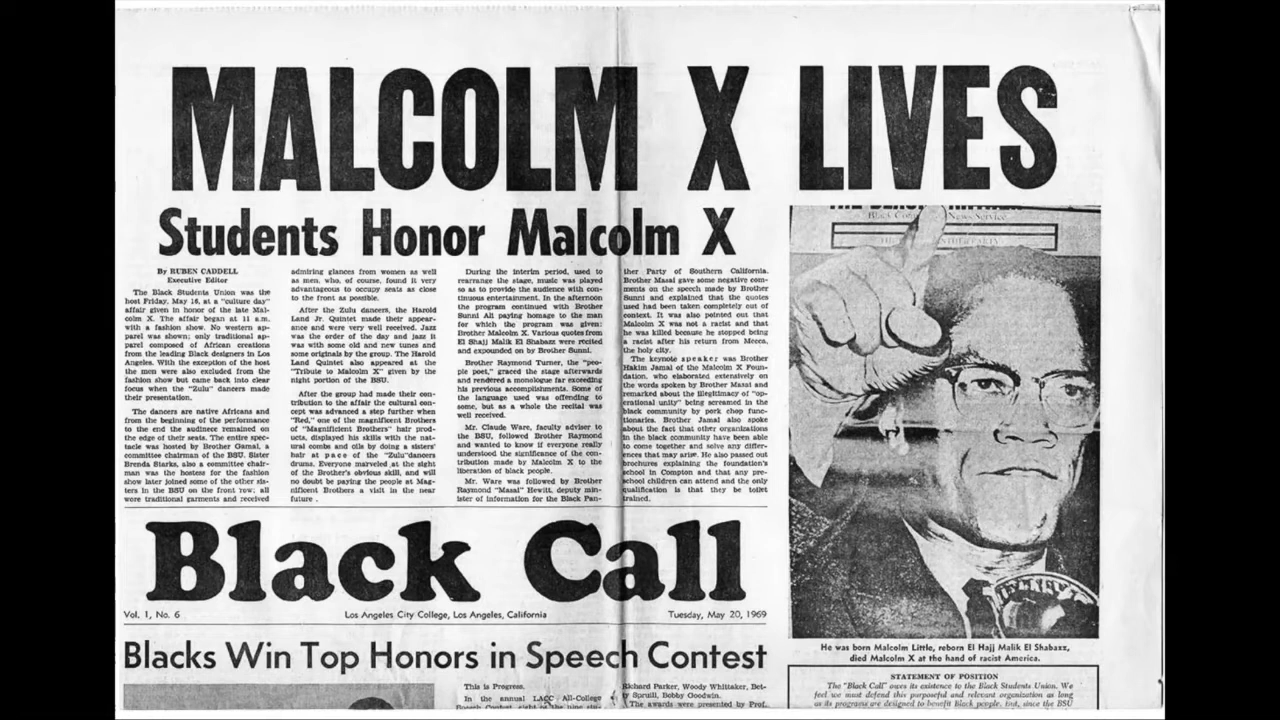 MALCOLM X LIVES
Students Honor Malcolm X
By RUBEN CADDELL
Executive Editor
The Black Students Union was the
host Friday, May 16, at a "culture day"
affair given in honor of the late Mal-
colm X. The affair began at 11 a.m.
with a fashion show. No western ap-
parel was shown; only traditional ap-
parel composed of African creations
from the leading Black designers in Los
Angeles. With the exception of the host
the men were also excluded from the
fashion show but came back into clear
focus when the "Zulu" dancers made
their presentation.
The dancers are native Africans and
from the beginning of the performance
to the end the audience remained on
the edge of their seats. The entire spec-
tacle was hosted by Brother Gamal, a
committee chairman of the BSU. Sister
Brenda Starks, also a committee chair-
man was the hostess for the fashion
show later joined some of the other sis-
ters in the BSU on the front row; all
wore traditional garments and received
admiring glances from women as well
as men, who, of course, found it very
advantageous to occupy seats as close
to the front as possible.
After the Zulu dancers, the Harold
Land Jr. Quintet made their appear-
ance and were very well received. Jazz
was the order of the day and jazz it
was with some old and new tunes and
some originals by the group. The Harold
Land Quintet also appeared at the
"Tribute to Malcolm X" given by the
night portion of the BSU.
After the group had made their con-
tribution to the affair the cultural con-
cept was advanced a step further when
"Red," one of the magnificent Brothers
of "Magnificent Brothers" hair prod-
ucts, displayed his skills with the nat-
ural combs and oils by doing a sisters'
hair at pace of the "Zulu"dancers
drums. Everyone marveled at the sight
of the Brother's obvious skill, and will
no doubt be paying the people at Mag-
nificent Brothers a visit in the near
future .
During the interim period, used to
rearrange the stage, music was played
so as to provide the audience with con-
tinuous entertainment. In the afternoon
the program continued with Brother
Sunni Ali paying homage to the man
for which the program was given:
Brother Malcolm X. Various quotes from
El Shajj Malik El Shabazz were recited
and expounded on by Brother Sunni.
Brother Raymond Turner, the "peo-
ple poet," graced the stage afterwards
and rendered a monologue far exceeding
his previous accomplishments. Some of
the language used was offending to
some, but as a whole the recital was
well received.
Mr. Claude Ware, faculty adviser to
the BSU, followed Brother Raymond
and wanted to know if everyone really
understood the significance of the con-
tribution made by Malcolm X to the
liberation of black people.
Mr. Ware was followed by Brother
Raymond "Masai" Hewitt, deputy min-
ister of information for the Black Pan-
ther Party of Southern California.
Brother Masai gave some negative com-
ments on the speech made by Brother
Sunni and explained that the quotes
used had been taken completely out of
context. It was also pointed out that
Malcolm X was not a racist and that
he was killed because he stopped being
a racist after his return from Mecca,
the holy city.
The keynote speaker was Brother
Hakim Jamal of the Malcolm X Foun-
dation, who elaborated extensively on
the words spoken by Brother Masai and
remarked about the illegitimacy of "op-
erational unity" being screamed in the
black community by pork chop func-
tionaries. Brother Jamal also spoke
about the fact that other organizations
in the black community have been able
to come together and solve any differ-
ences that may arise. He also passed out
brochures explaining the foundation's
school in Compton and that any pre-
school children can attend and the only
qualification is that they be toilet
trained.
News Service
He was born Malcolm Little, reborn El Hajj Malik El Shabazz,
died Malcolm X at the hand of racist America.
Black Call
Vol. 1, No. 6 Los Angeles City College, Los Angeles, California Tuesday, May 20, 1969
Blacks Win Top Honors in Speech Contest
This is Progress.
In the annual LACC All-College
Speech Contest, eight of the nine
Richard Parker, Woody Whittaker, Bet-
ty Spruill, Bobby Goodwin.
The awards were presented by Prof.
STATEMENT OF POSITION
The "Black Call" owes its existence to the Black Students Union. We
feel we must defend this purposeful and relevant organization as long
as its programs are designed to benefit Black people. But, since the BSU